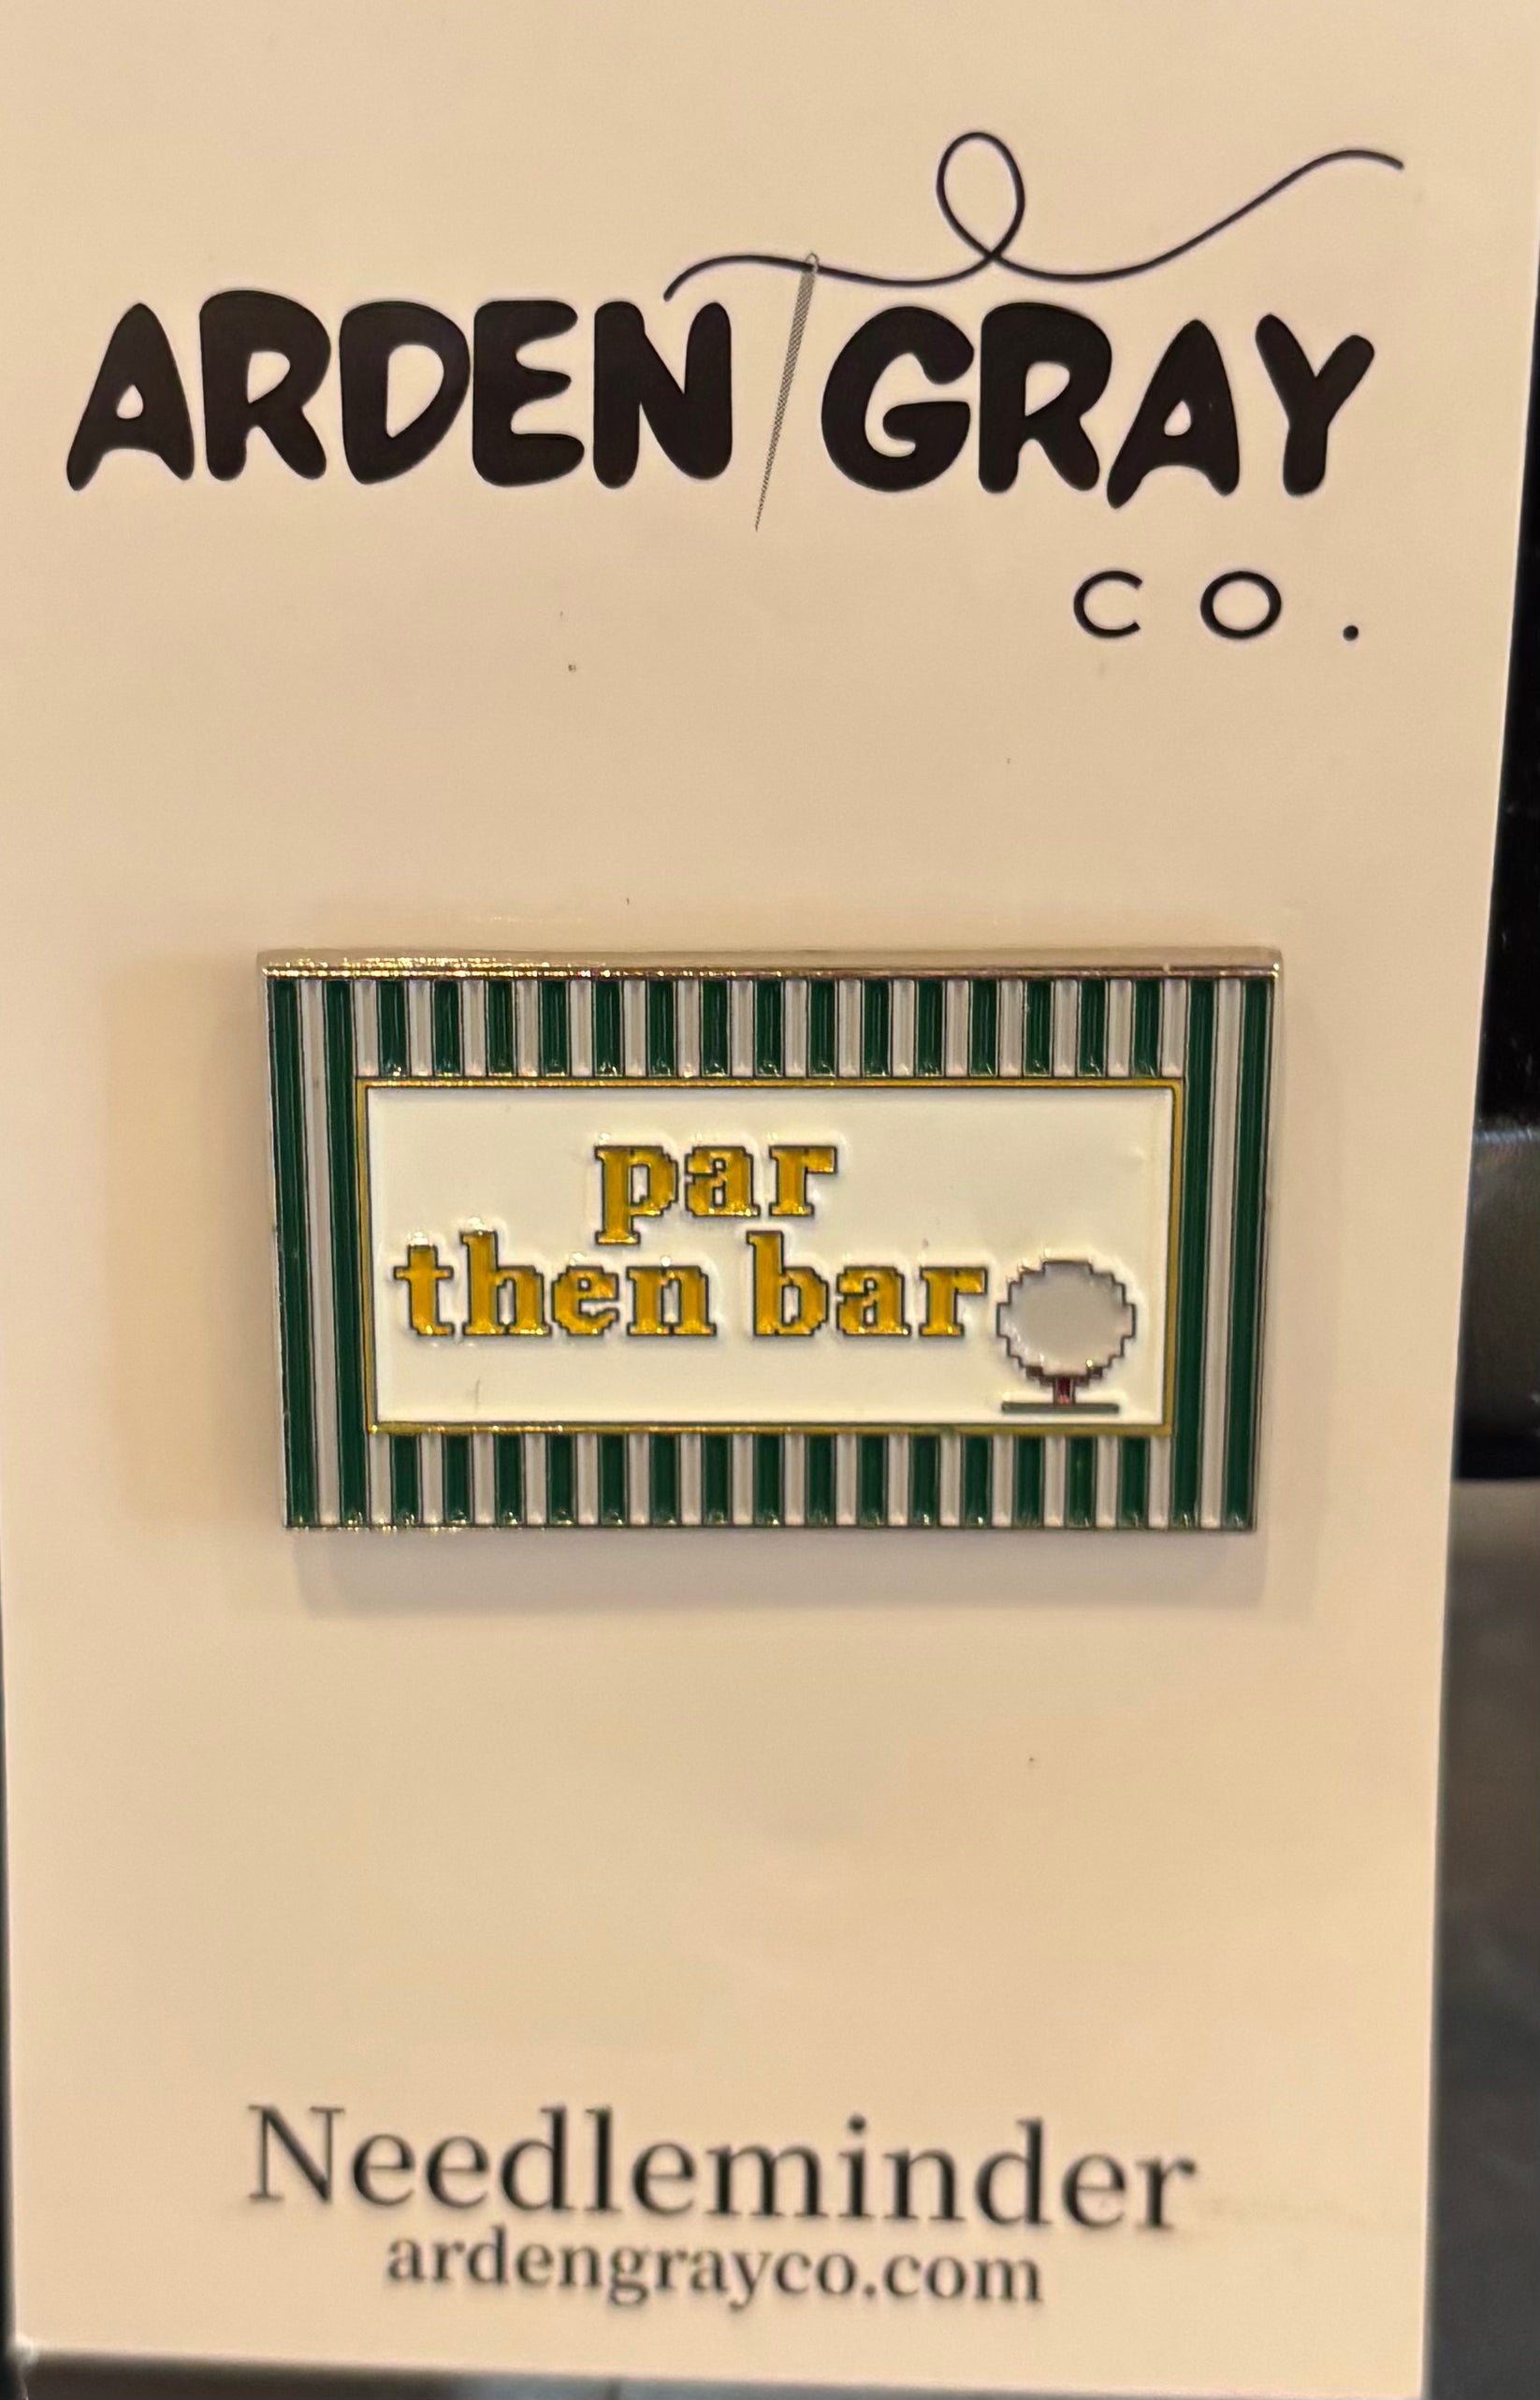 ARDEN GRAY
CO.
par
then bar
Needleminder
ardengrayco.com